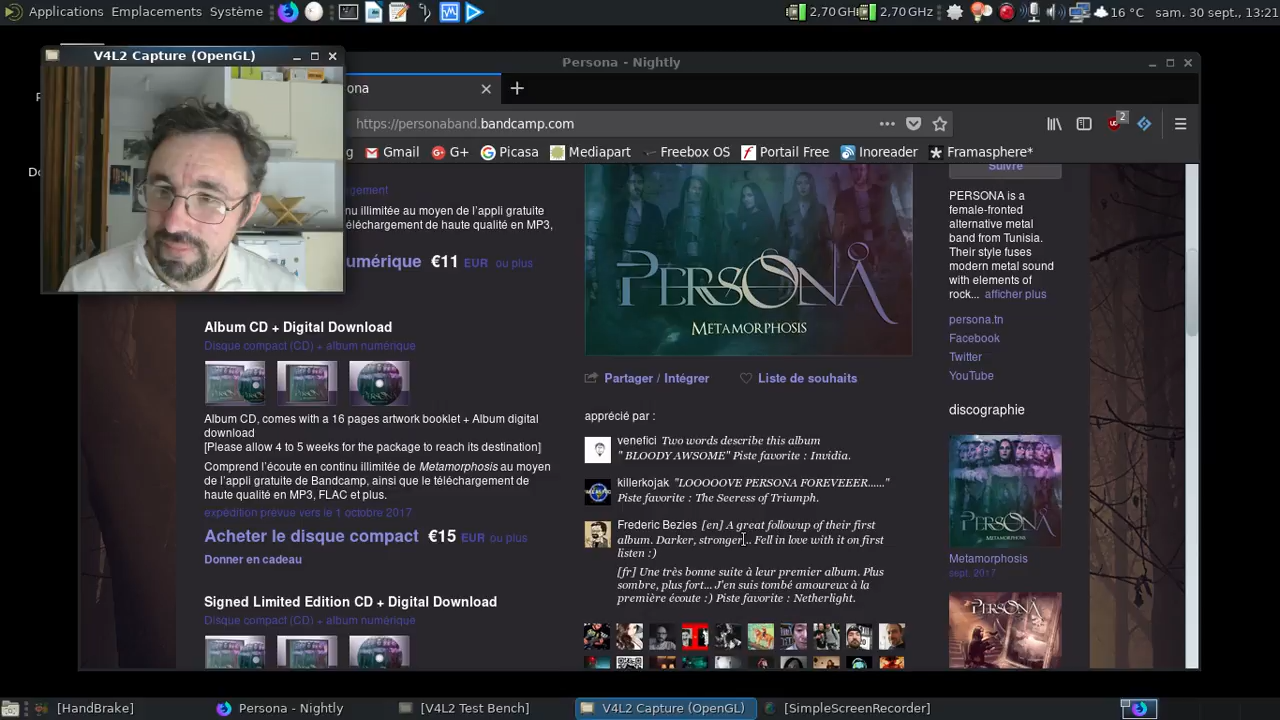 Applications Emplacements Système
2,70 GHz 2,70 GHz 16 °C sam. 30 sept., 13:21
V4L2 Capture (OpenGL)
Persona - Nightly
ona
https://personaband.bandcamp.com
2
g Gmail G+ Picasa Mediapart Freebox OS Portail Free Inoreader Framasphere*
gement
nu illimitée au moyen de l’appli gratuite
téléchargement de haute qualité en MP3,
umérique €11 EUR ou plus
Album CD + Digital Download
Disque compact (CD) + album numérique
Album CD, comes with a 16 pages artwork booklet + Album digital
download
[Please allow 4 to 5 weeks for the package to reach its destination]
Comprend l’écoute en continu illimitée de Metamorphosis au moyen
de l’appli gratuite de Bandcamp, ainsi que le téléchargement de
haute qualité en MP3, FLAC et plus.
expédition prévue vers le 1 octobre 2017
Acheter le disque compact €15 EUR ou plus
Donner en cadeau
Signed Limited Edition CD + Digital Download
Disque compact (CD) + album numérique
PERSONA
METAMORPHOSIS
Partager / Intégrer Liste de souhaits
apprécié par :
venefici Two words describe this album
" BLOODY AWSOME" Piste favorite : Invidia.
killerkojak "LOOOOOVE PERSONA FOREVEEER......"
Piste favorite : The Seeress of Triumph.
Frederic Bezies [en] A great followup of their first
album. Darker, stronger... Fell in love with it on first
listen :)
[fr] Une très bonne suite à leur premier album. Plus
sombre, plus fort... J'en suis tombé amoureux à la
première écoute :) Piste favorite : Netherlight.
Suivre
PERSONA is a
female-fronted
alternative metal
band from Tunisia.
Their style fuses
modern metal sound
with elements of
rock... afficher plus
persona.tn
Facebook
Twitter
YouTube
discographie
Metamorphosis
sept. 2017
PERSONA
[HandBrake] Persona - Nightly [V4L2 Test Bench] V4L2 Capture (OpenGL) [SimpleScreenRecorder]